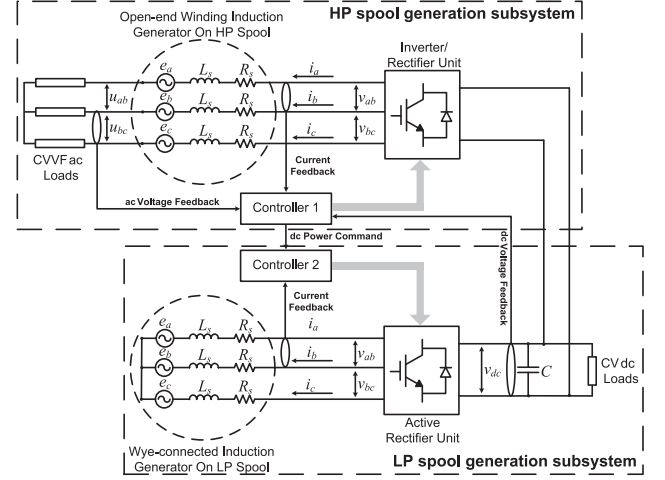 HP spool generation subsystem
Open-end Winding Induction
Generator On HP Spool
Inverter/
Rectifier Unit
e_a L_s R_s i_a
u_ab v_ab
e_b L_s R_s i_b
u_bc v_bc
e_c L_s R_s i_c
CVVF ac
Loads
Current
Feedback
ac Voltage Feedback
Controller 1
dc Power Command
dc Voltage Feedback
Controller 2
Current
Feedback
e_a L_s R_s i_a
v_ab
e_b L_s R_s i_b
v_bc
e_c L_s R_s i_c
v_dc C
CV dc
Loads
Active
Rectifier Unit
Wye-connected Induction
Generator On LP Spool
LP spool generation subsystem